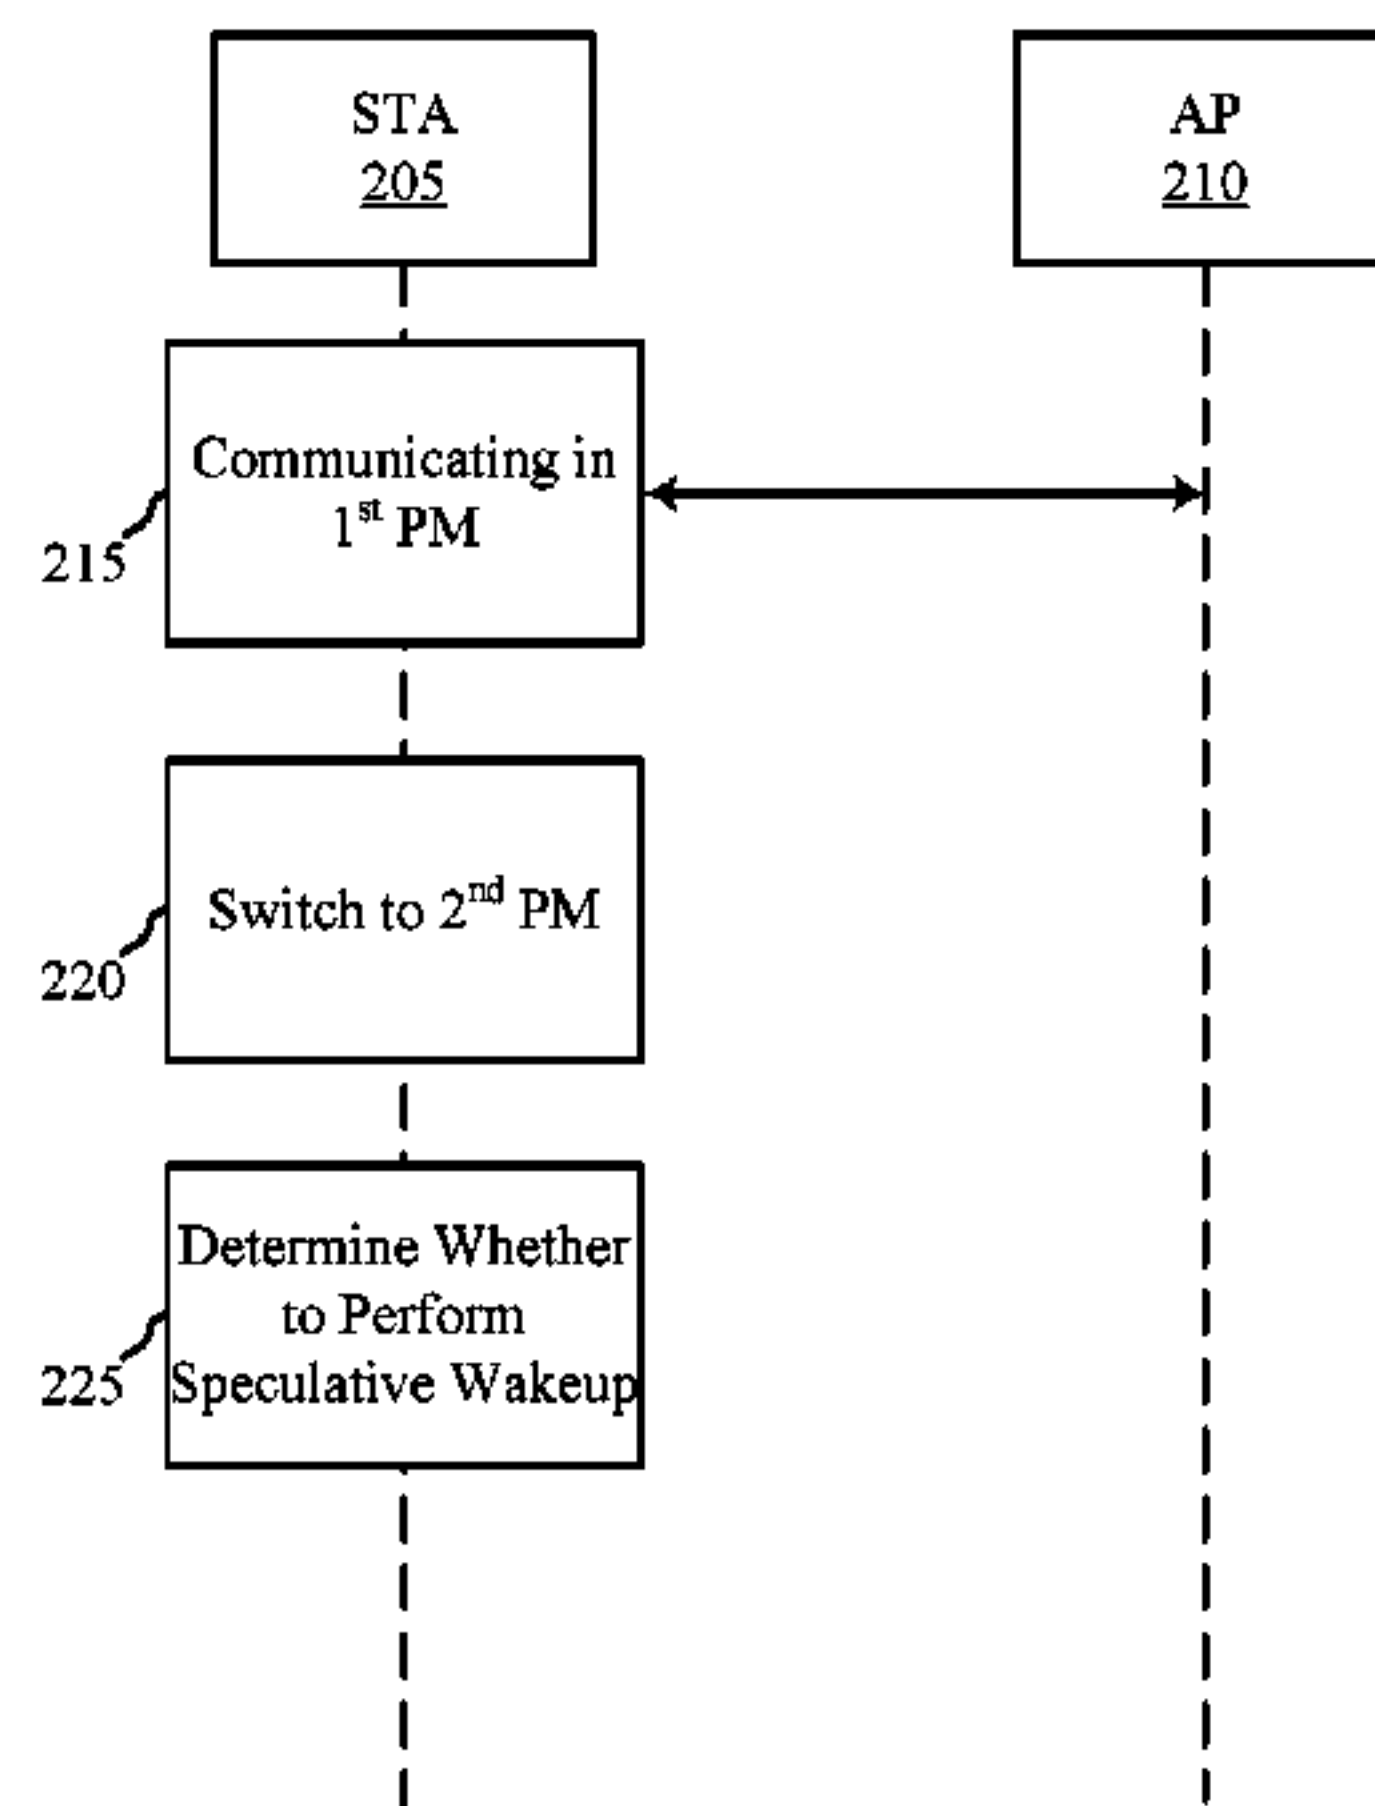 STA
205
AP
210
Communicating in
1st PM
215
Switch to 2nd PM
220
Determine Whether
to Perform
Speculative Wakeup
225